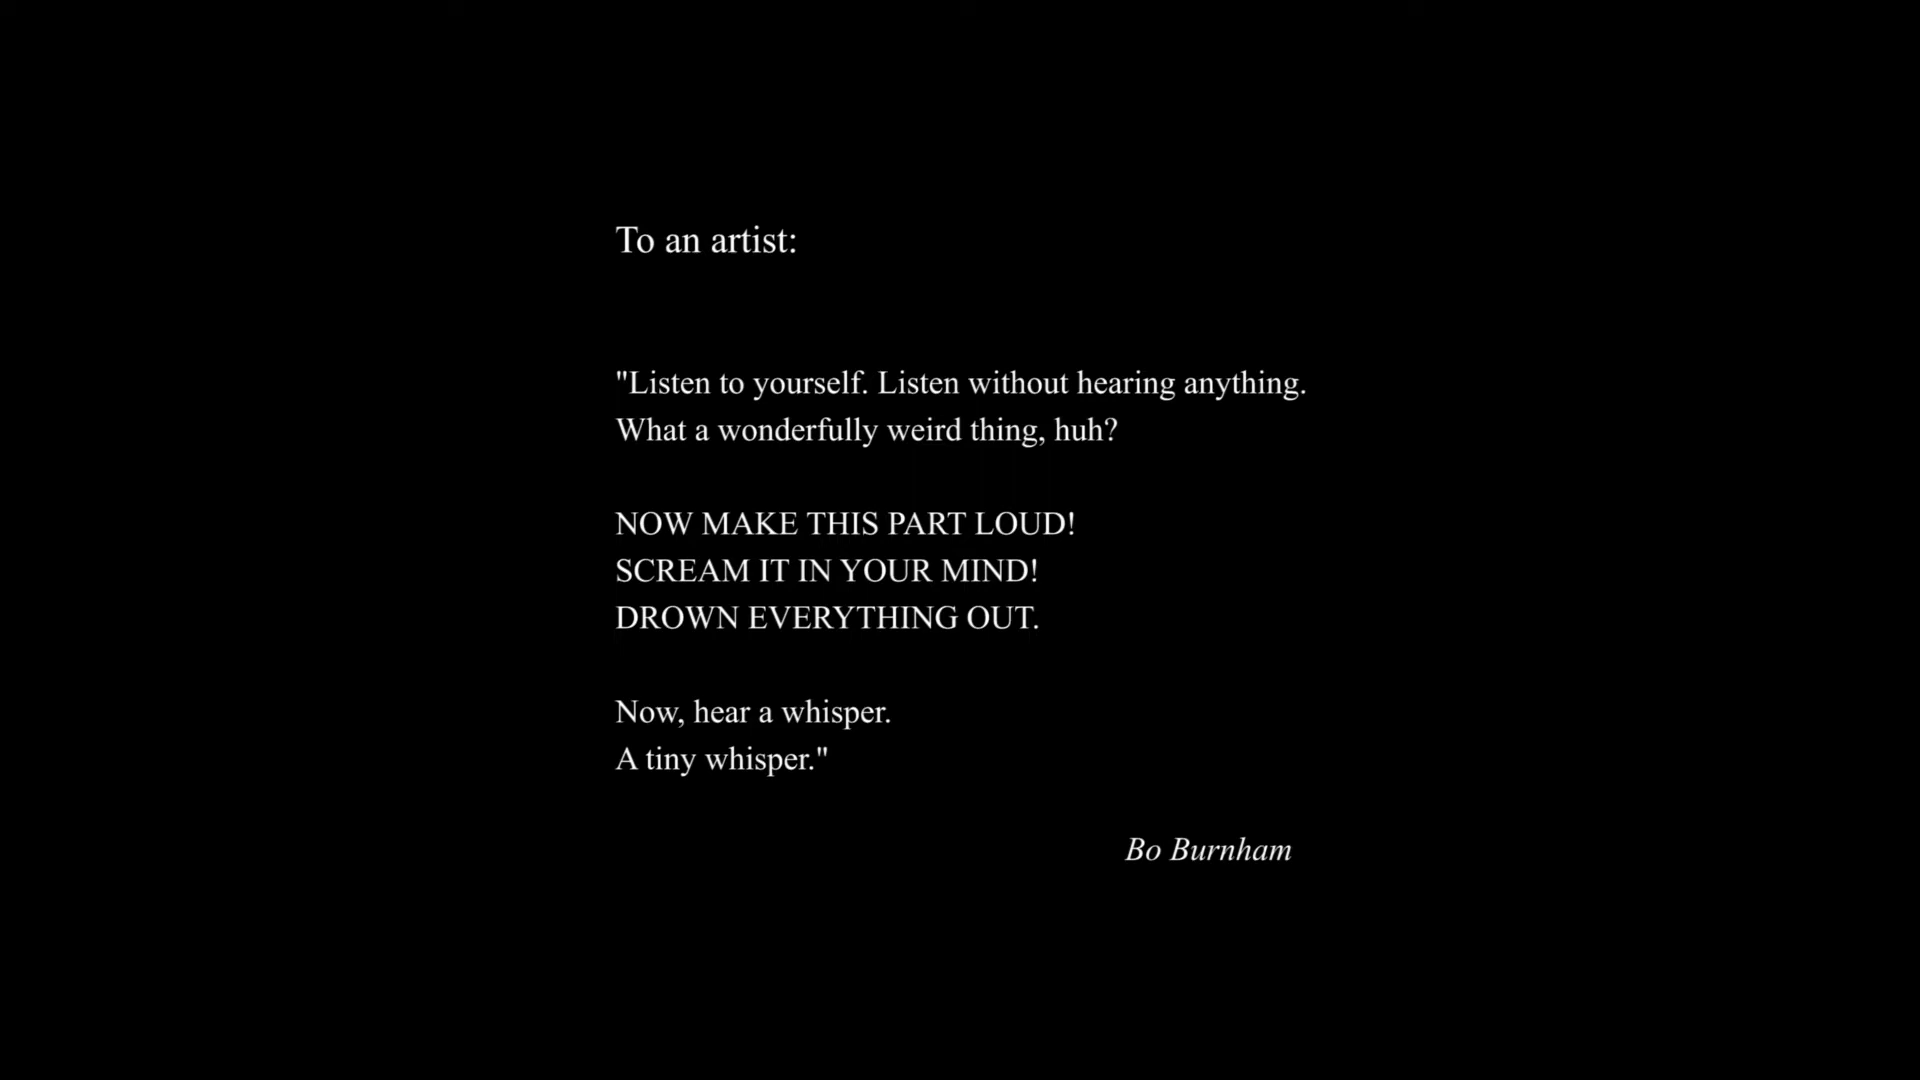 To an artist:
"Listen to yourself. Listen without hearing anything.
What a wonderfully weird thing, huh?
NOW MAKE THIS PART LOUD!
SCREAM IT IN YOUR MIND!
DROWN EVERYTHING OUT.
Now, hear a whisper.
A tiny whisper."
Bo Burnham